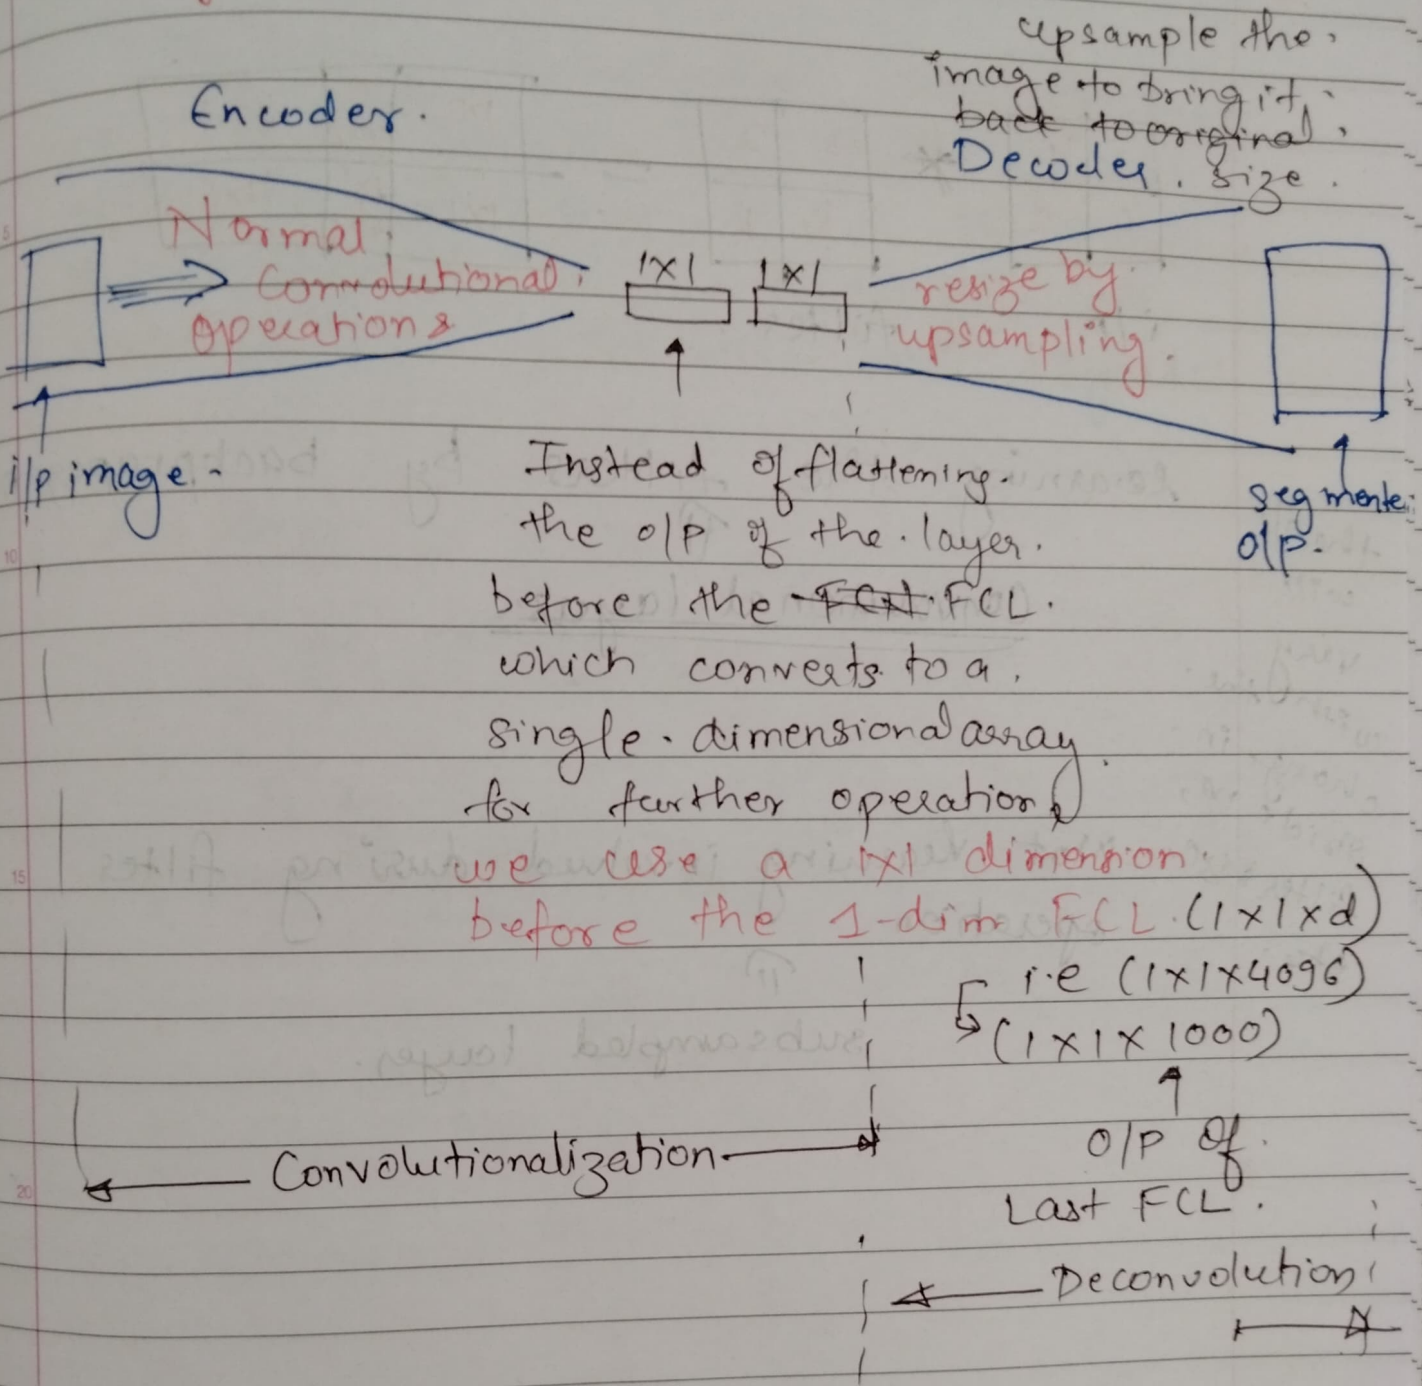 upsample the
image to bring it
back to original
Encoder.
Decoder. size.
Normal
Convolutional
operations
1x1
1x1
resize by
upsampling.
i/p image
segmente
o/p.
Instead of flattening
the o/p of the layer.
before the FCN FCL.
which converts to a
single dimensional array
for further operation
we use a 1x1 dimension
before the 1-dim FCL (1x1xd)
i.e (1x1x4096)
(1x1x1000)
O/P of
Last FCL.
Convolutionalization
Deconvolution